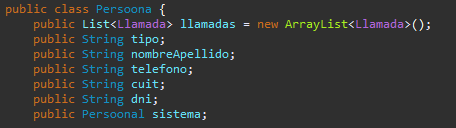 public class Persoona {
public List<Llamada> llamadas = new ArrayList<Llamada>();
public String tipo;
public String nombreApellido;
public String telefono;
public String cuit;
public String dni;
public Persoonal sistema;